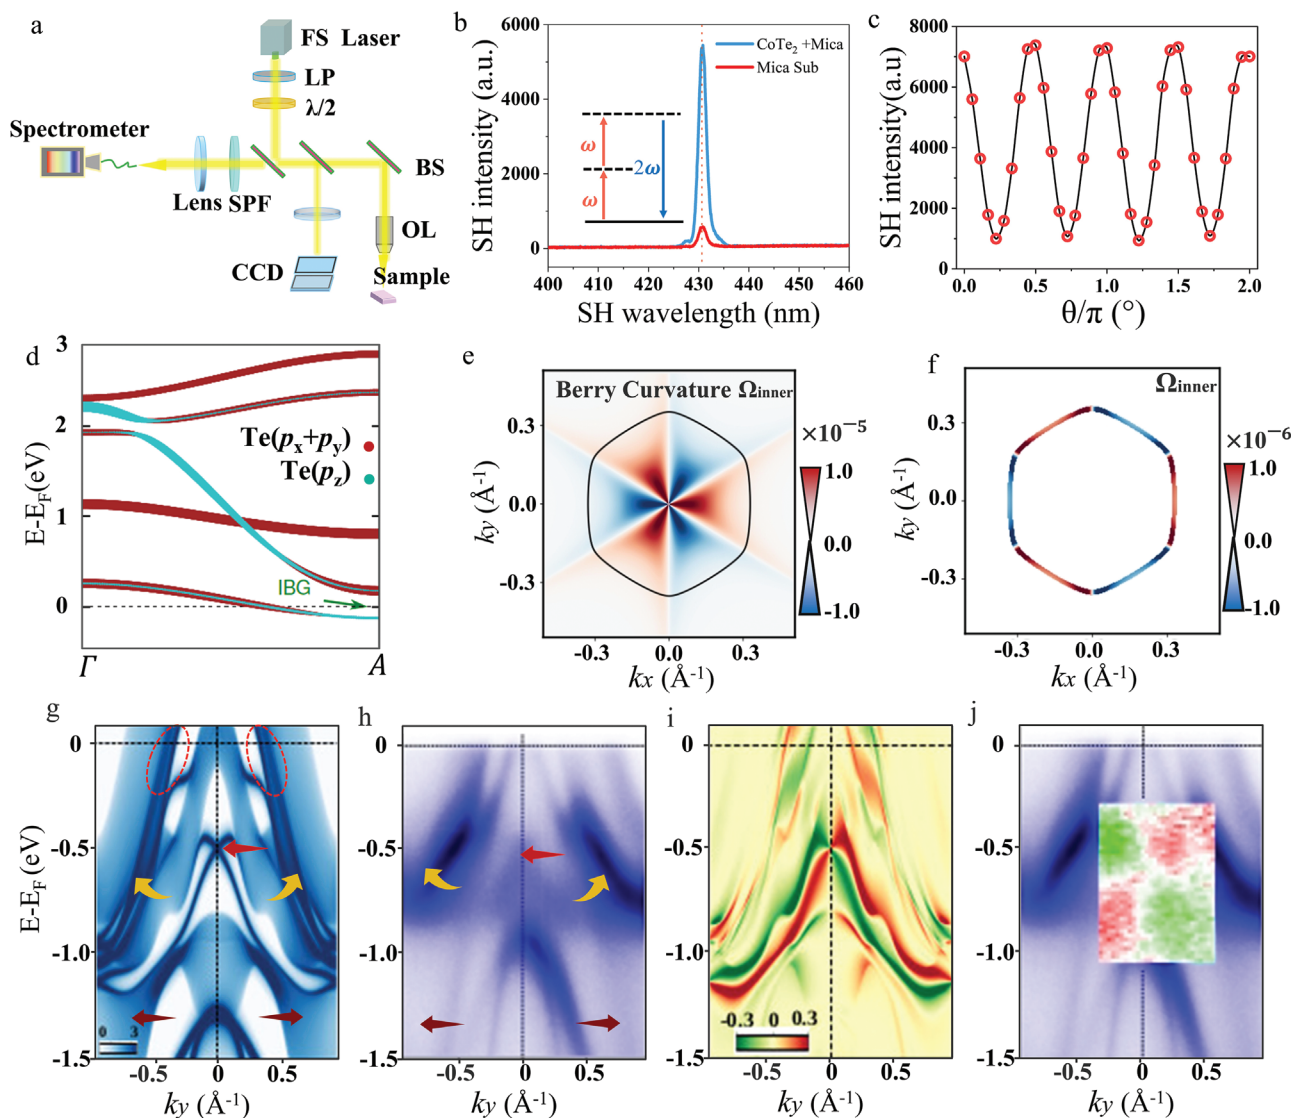 a
FS Laser
LP
λ/2
Spectrometer
BS
Lens SPF
OL
CCD
Sample
b
6000
4000
2000
0
SH intensity (a.u.)
CoTe₂ +Mica
Mica Sub
ω
ω
2ω
400 410 420 430 440 450 460
SH wavelength (nm)
c
8000
6000
4000
2000
0
SH intensity(a.u)
0.0 0.5 1.0 1.5 2.0
θ/π (°)
d
3
2
1
0
E-E_F(eV)
Te(pₓ+p_y)
Te(p_z)
IBG
Γ A
e
Berry Curvature Ω_inner
0.3
0.0
-0.3
ky (Å⁻¹)
-0.3 0.0 0.3
kx (Å⁻¹)
×10⁻⁵
1.0
0.0
-1.0
f
Ω_inner
0.3
0.0
-0.3
ky (Å⁻¹)
-0.3 0.0 0.3
kx (Å⁻¹)
×10⁻⁶
1.0
0.0
-1.0
g
0
-0.5
-1.0
-1.5
E-E_F (eV)
0 3
-0.5 0.5
ky (Å⁻¹)
h
0
-0.5
-1.0
-1.5
-0.5 0 0.5
ky (Å⁻¹)
i
0
-0.5
-1.0
-1.5
-0.3 0 0.3
-0.5 0 0.5
ky (Å⁻¹)
j
0
-0.5
-1.0
-1.5
-0.5 0 0.5
ky (Å⁻¹)